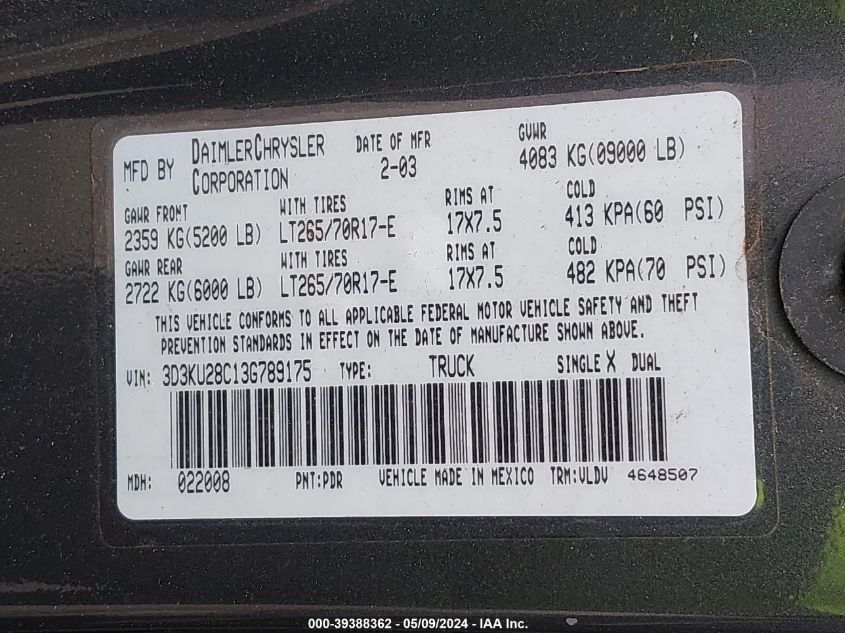 MFD BY DAIMLERCHRYSLER CORPORATION
DATE OF MFR 2-03
GVWR 4083 KG(09000 LB)
GAWR FRONT WITH TIRES RIMS AT COLD
2359 KG(5200 LB) LT265/70R17-E 17X7.5 413 KPA(60 PSI)
GAWR REAR WITH TIRES RIMS AT COLD
2722 KG(6000 LB) LT265/70R17-E 17X7.5 482 KPA(70 PSI)
THIS VEHICLE CONFORMS TO ALL APPLICABLE FEDERAL MOTOR VEHICLE SAFETY AND THEFT
PREVENTION STANDARDS IN EFFECT ON THE DATE OF MANUFACTURE SHOWN ABOVE.
VIN: 3D3KU28C13G789175 TYPE: TRUCK SINGLE X DUAL
MDH: 022008 PNT:PDR VEHICLE MADE IN MEXICO TRM:VLDV 4648507
000-39388362 - 05/09/2024 - IAA Inc.